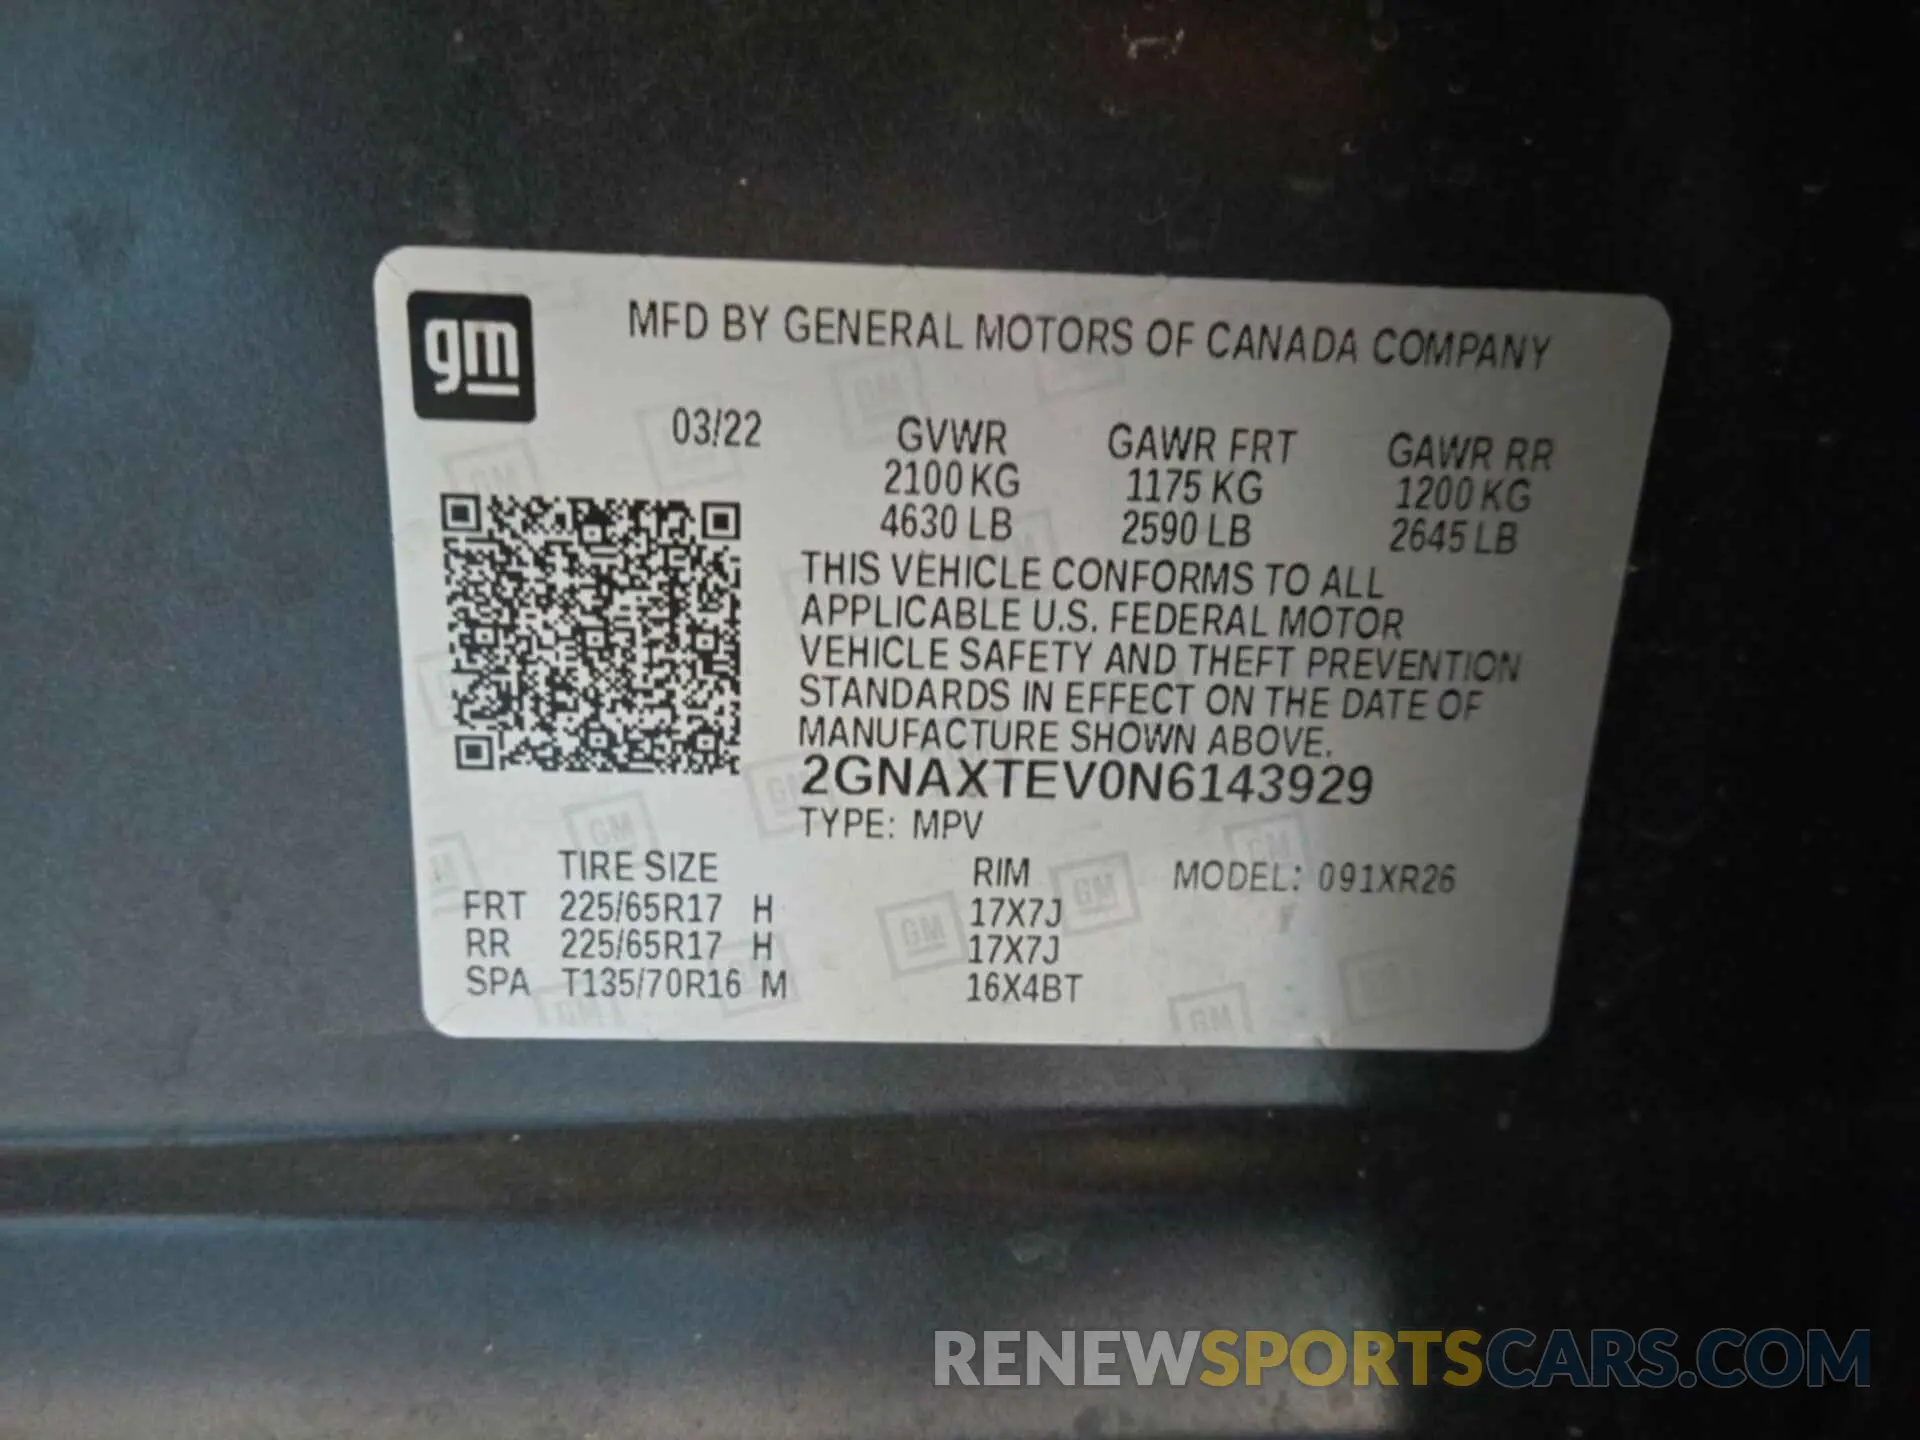 gm
MFD BY GENERAL MOTORS OF CANADA COMPANY
03/22 GVWR GAWR FRT GAWR RR
2100 KG 1175 KG 1200 KG
4630 LB 2590 LB 2645 LB
THIS VEHICLE CONFORMS TO ALL
APPLICABLE U.S. FEDERAL MOTOR
VEHICLE SAFETY AND THEFT PREVENTION
STANDARDS IN EFFECT ON THE DATE OF
MANUFACTURE SHOWN ABOVE.
2GNAXTEV0N6143929
TYPE: MPV
TIRE SIZE RIM MODEL: 091XR26
FRT 225/65R17 H 17X7J
RR 225/65R17 H 17X7J
SPA T135/70R16 M 16X4BT
RENEWSPORTSCARS.COM